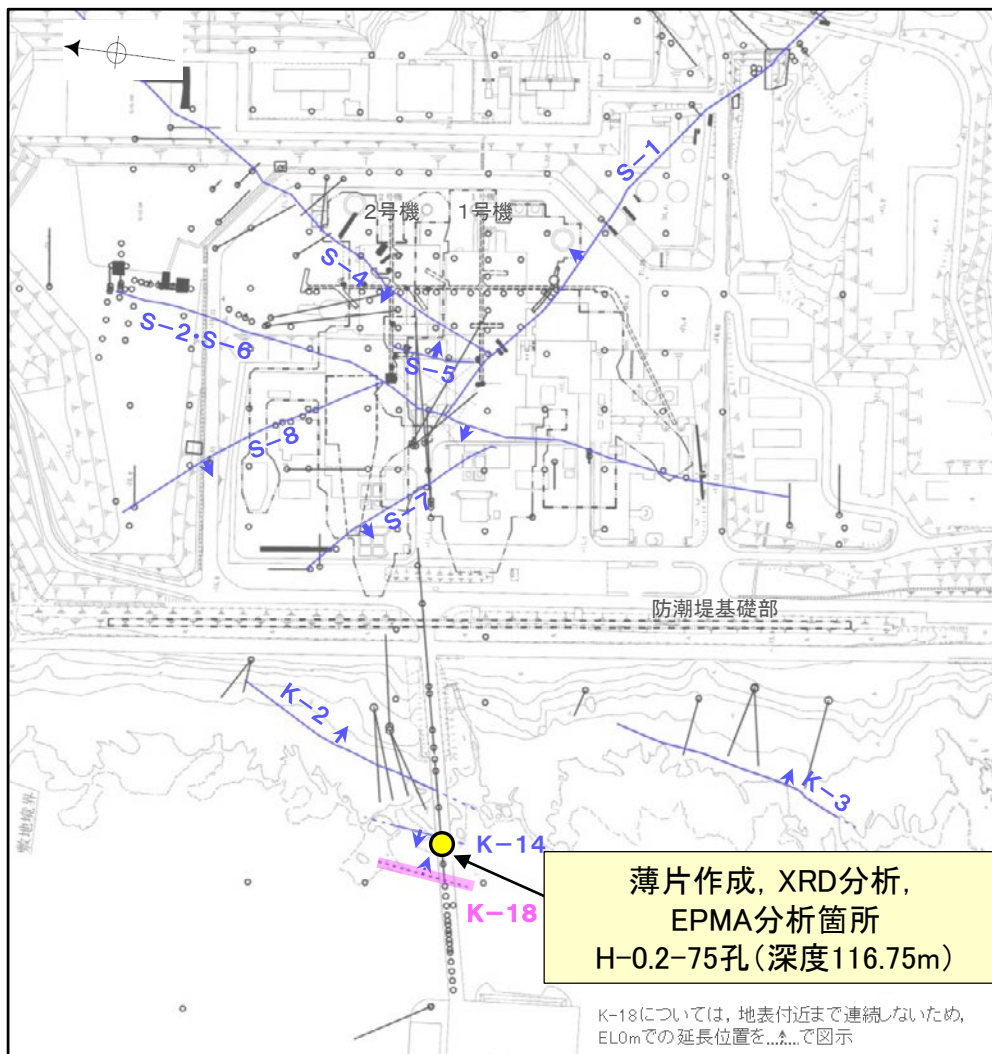 S-1
2号機
1号機
S-4
S-2・S-6
S-5
S-8
S-7
防潮堤基礎部
K-2
K-3
敷地境界
K-14
K-18
薄片作成, XRD分析,
EPMA分析箇所
H-0.2-75孔(深度116.75m)
K-18については, 地表付近まで連続しないため,
EL0mでの延長位置を で図示